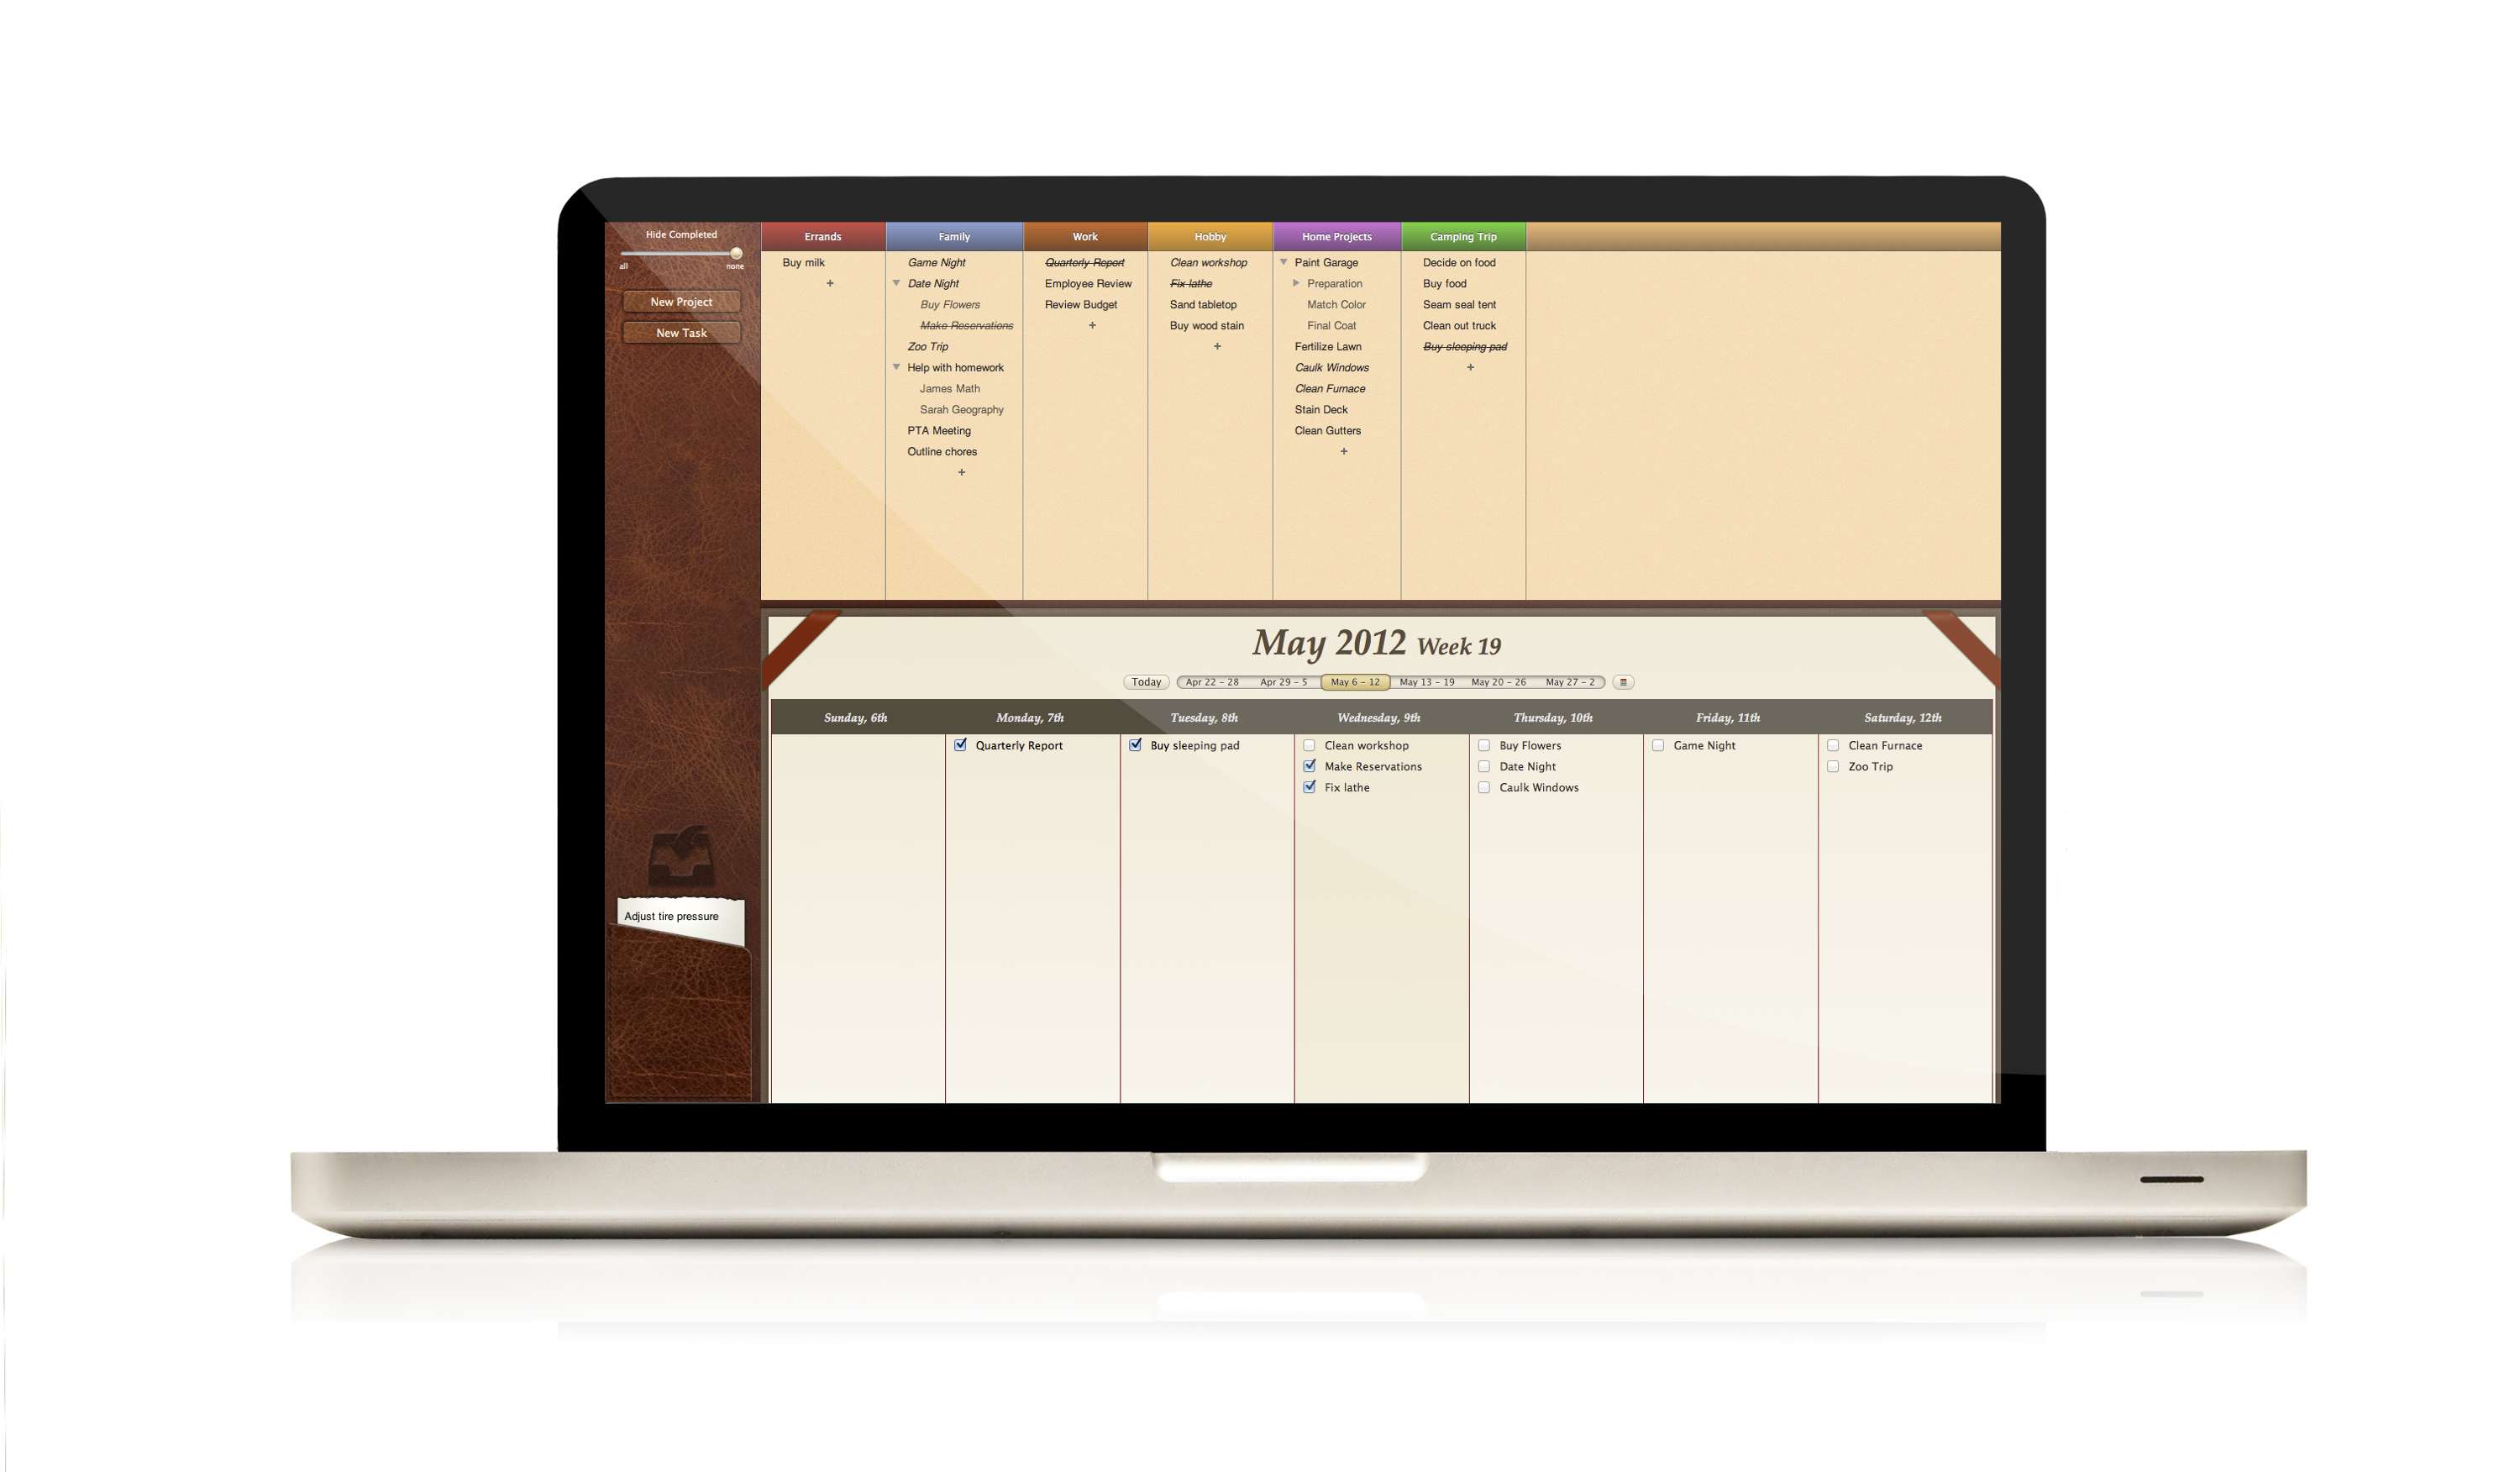 Hide Completed
all none
New Project
New Task
Errands
Buy milk
+
Family
Game Night
Date Night
Buy Flowers
Make Reservations
Zoo Trip
Help with homework
James Math
Sarah Geography
PTA Meeting
Outline chores
+
Work
Quarterly Report
Employee Review
Review Budget
+
Hobby
Clean workshop
Fix lathe
Sand tabletop
Buy wood stain
+
Home Projects
Paint Garage
Preparation
Match Color
Final Coat
Fertilize Lawn
Caulk Windows
Clean Furnace
Stain Deck
Clean Gutters
+
Camping Trip
Decide on food
Buy food
Seam seal tent
Clean out truck
Buy sleeping pad
+
Adjust tire pressure
May 2012 Week 19
Today Apr 22 – 28 Apr 29 – 5 May 6 – 12 May 13 – 19 May 20 – 26 May 27 – 2
Sunday, 6th
Monday, 7th
Quarterly Report
Tuesday, 8th
Buy sleeping pad
Wednesday, 9th
Clean workshop
Make Reservations
Fix lathe
Thursday, 10th
Buy Flowers
Date Night
Caulk Windows
Friday, 11th
Game Night
Saturday, 12th
Clean Furnace
Zoo Trip